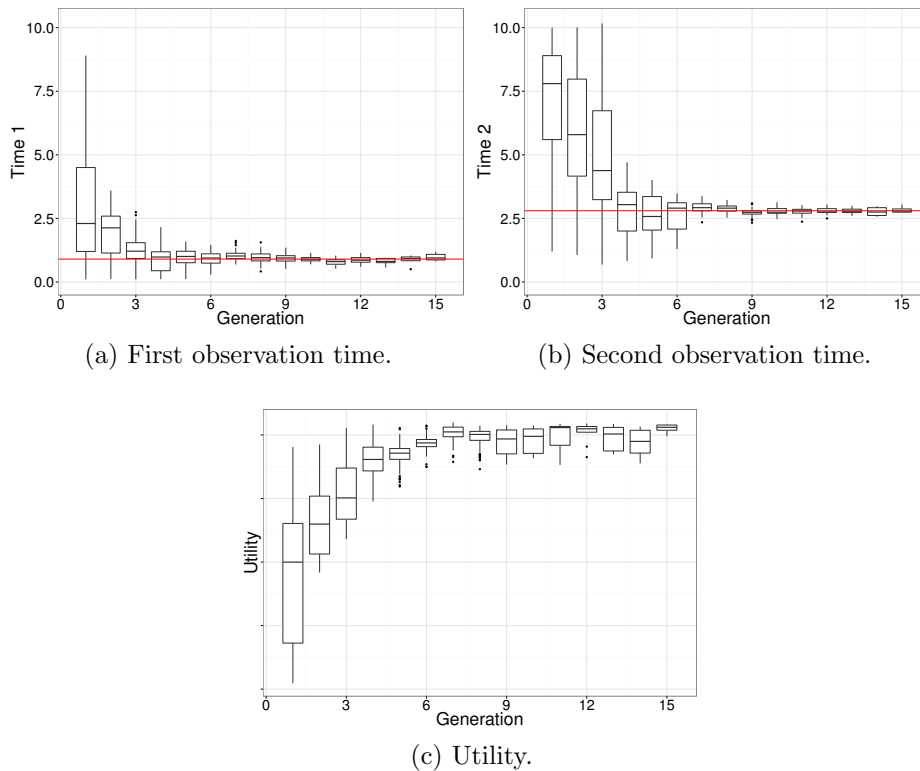 10.0
7.5
5.0
2.5
0.0
Time 1
0 3 6 9 12 15
Generation
(a) First observation time.
10.0
7.5
5.0
2.5
0.0
Time 2
0 3 6 9 12 15
Generation
(b) Second observation time.
Utility
0 3 6 9 12 15
Generation
(c) Utility.